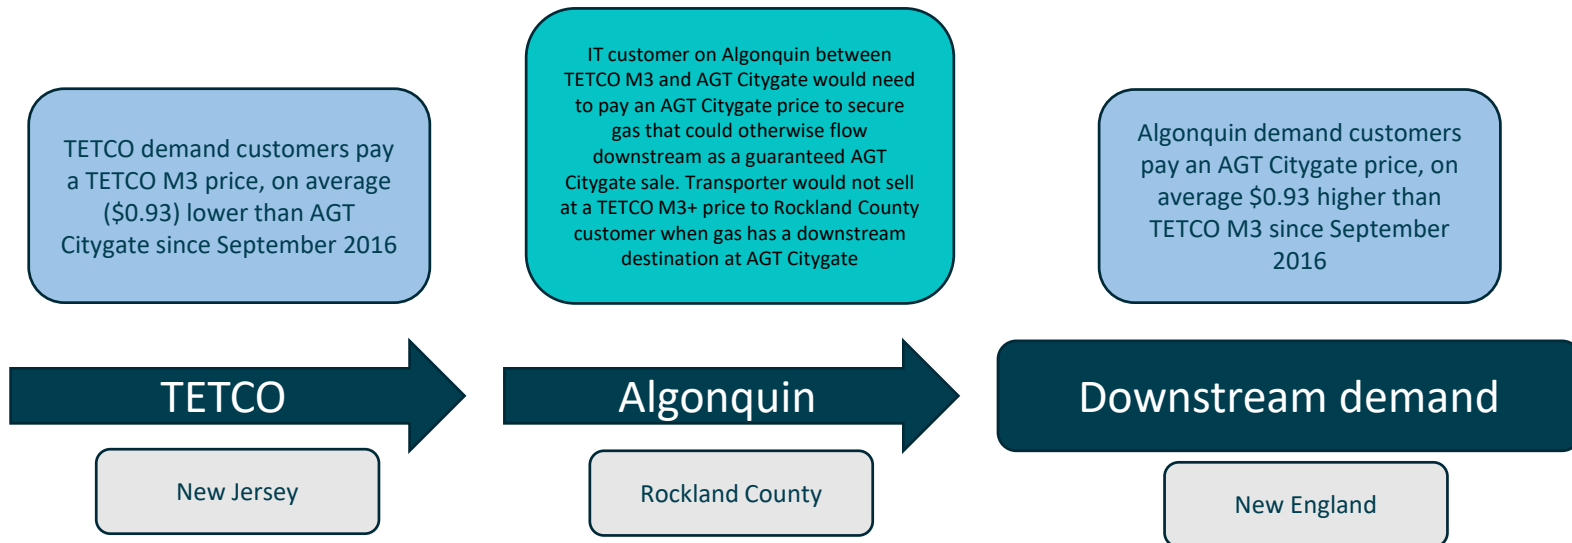 TETCO demand customers pay
a TETCO M3 price, on average
($0.93) lower than AGT
Citygate since September 2016
IT customer on Algonquin between
TETCO M3 and AGT Citygate would need
to pay an AGT Citygate price to secure
gas that could otherwise flow
downstream as a guaranteed AGT
Citygate sale. Transporter would not sell
at a TETCO M3+ price to Rockland County
customer when gas has a downstream
destination at AGT Citygate
Algonquin demand customers
pay an AGT Citygate price, on
average $0.93 higher than
TETCO M3 since September
2016
TETCO
Algonquin
Downstream demand
New Jersey
Rockland County
New England